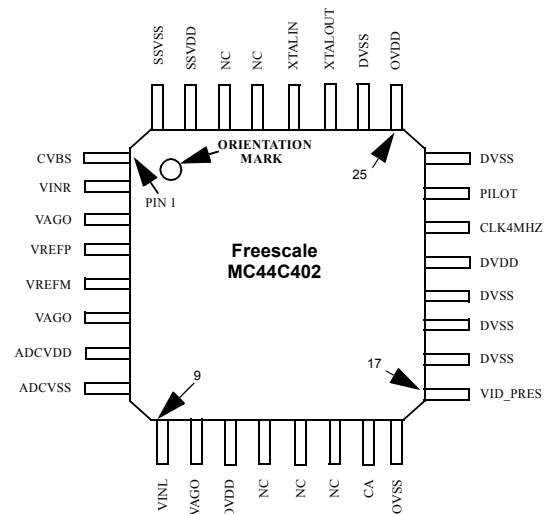 SSVSS
SSVDD
NC
NC
XTALIN
XTALOUT
DVSS
OVDD
ORIENTATION
MARK
CVBS
VINR
VAGO
VREFP
VREFM
VAGO
ADCVDD
ADCVSS
PIN 1
25
Freescale
MC44C402
DVSS
PILOT
CLK4MHZ
DVDD
DVSS
DVSS
DVSS
VID_PRES
9
17
VINL
VAGO
OVDD
NC
NC
NC
CA
OVSS